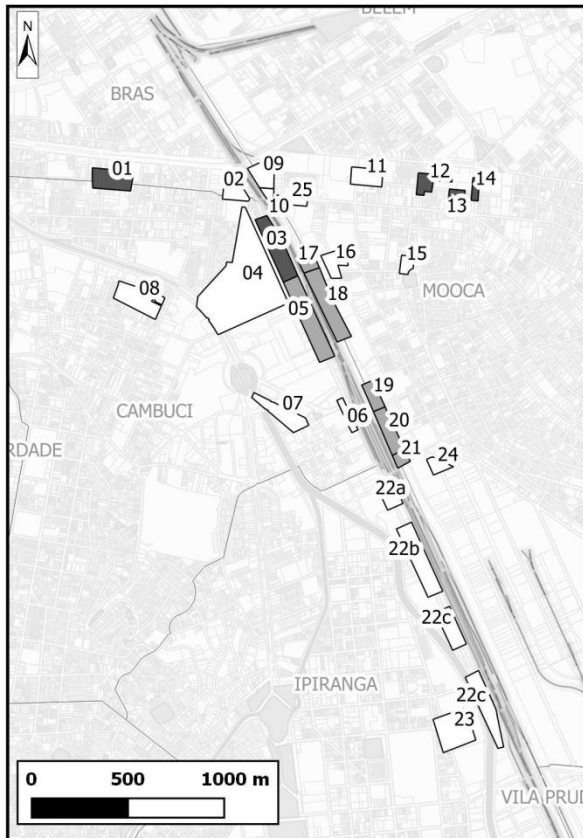 BELEM
N
BRAS
09
11
12
14
01
02
25
13
10
03
17
16
15
04
18
MOOCA
08
05
19
CAMBUCI
07
06
20
RDADE
21
24
22a
22b
22c
IPIRANGA
22c
23
0 500 1000 m
VILA PRUD